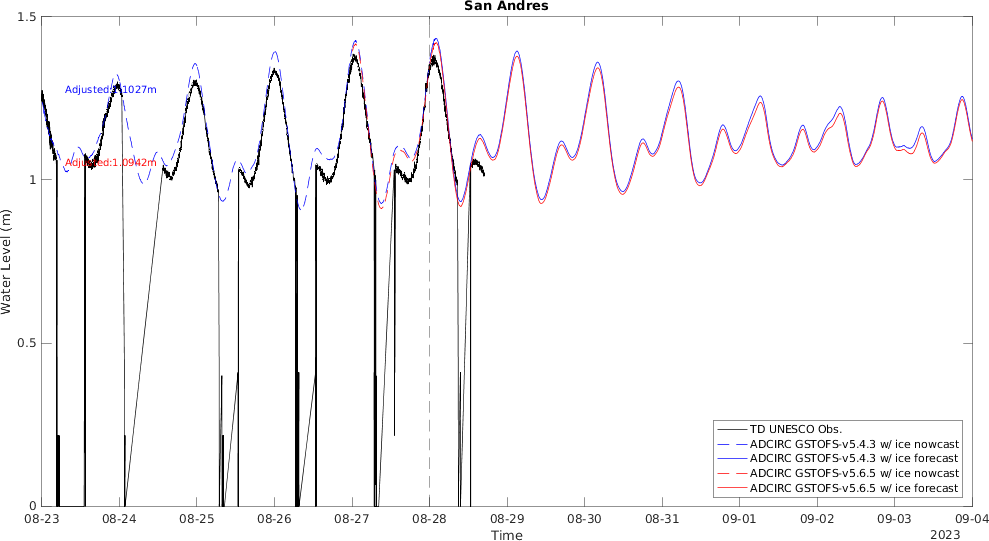 San Andres
1.5
Adjusted:1.1027m
Adjusted:1.0942m
1
Water Level (m)
0.5
TD UNESCO Obs.
ADCIRC GSTOFS-v5.4.3 w/ ice nowcast
ADCIRC GSTOFS-v5.4.3 w/ ice forecast
ADCIRC GSTOFS-v5.6.5 w/ ice nowcast
ADCIRC GSTOFS-v5.6.5 w/ ice forecast
0
08-23 08-24 08-25 08-26 08-27 08-28 08-29 08-30 08-31 09-01 09-02 09-03 09-04
Time 2023